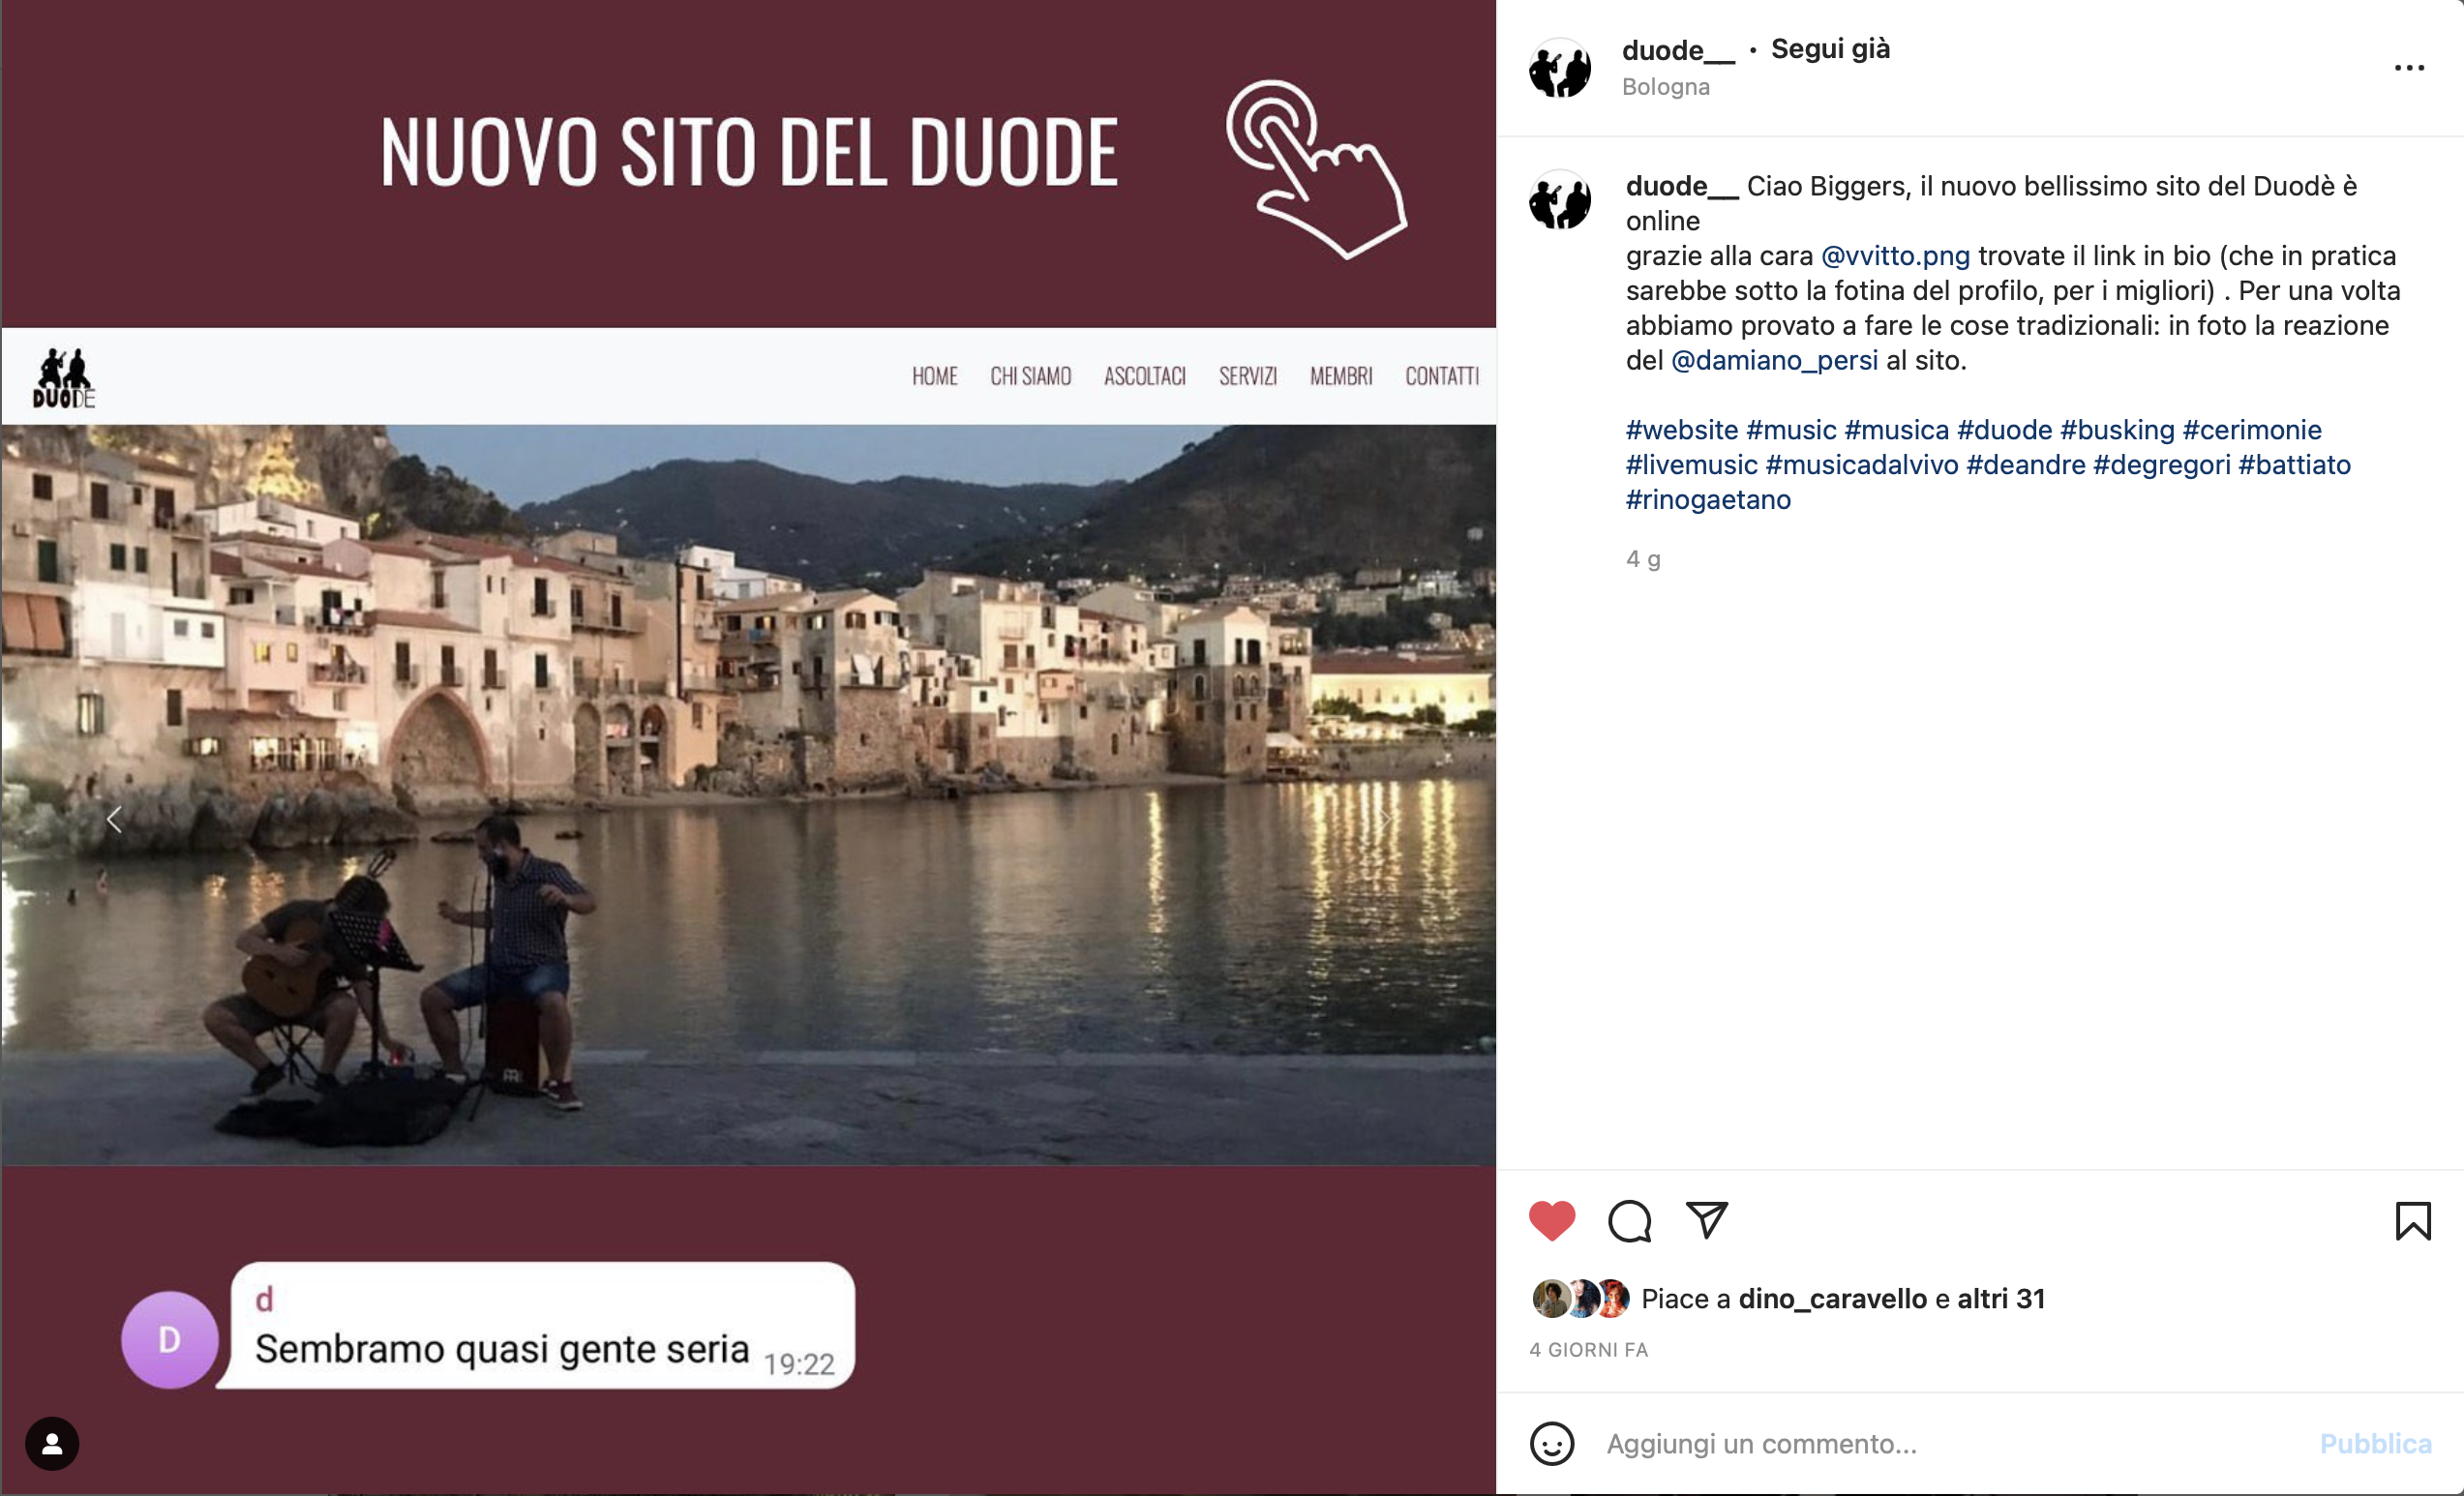 NUOVO SITO DEL DUODE
DUODE
HOME CHI SIAMO ASCOLTACI SERVIZI MEMBRI CONTATTI
D
d
Sembramo quasi gente seria 19:22
duode__ • Segui già
Bologna
duode__ Ciao Biggers, il nuovo bellissimo sito del Duodè è
online
grazie alla cara @vvitto.png trovate il link in bio (che in pratica
sarebbe sotto la fotina del profilo, per i migliori) . Per una volta
abbiamo provato a fare le cose tradizionali: in foto la reazione
del @damiano_persi al sito.
#website #music #musica #duode #busking #cerimonie
#livemusic #musicadalvivo #deandre #degregori #battiato
#rinogaetano
4 g
Piace a dino_caravello e altri 31
4 GIORNI FA
Aggiungi un commento... Pubblica